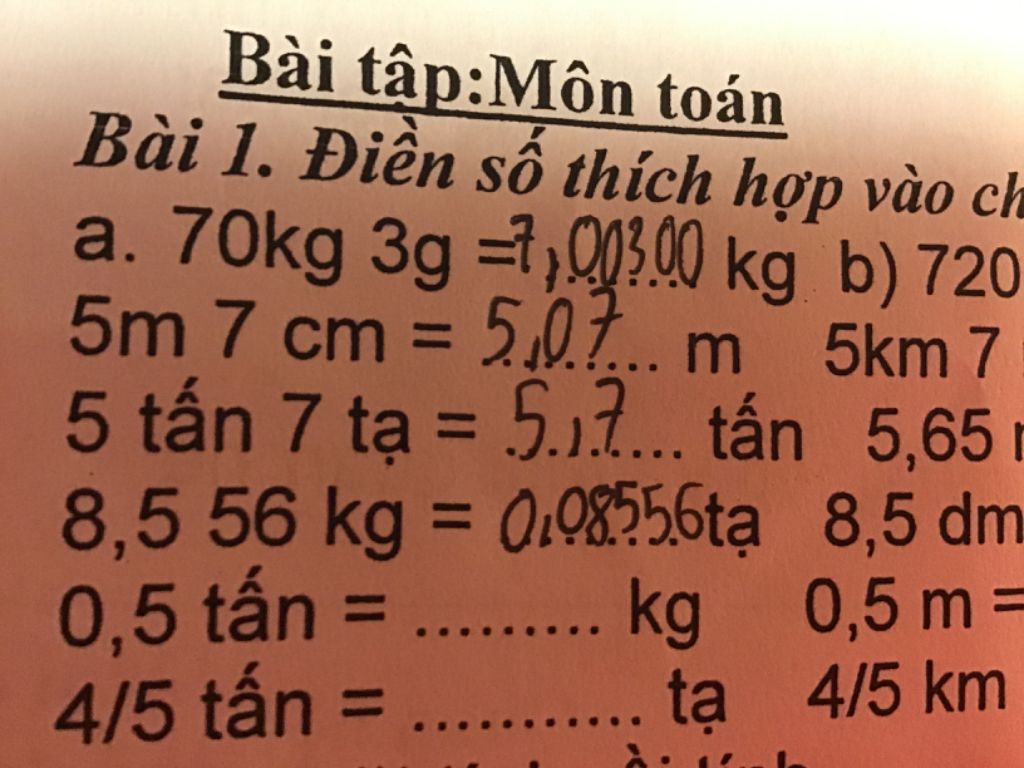 Bài tập:Môn toán
Bài 1. Điền số thích hợp vào ch
a. 70kg 3g =7,00300 kg b) 720
5m 7 cm = 5,07 m 5km 7
5 tấn 7 tạ = 5,7 tấn 5,65
8,5 56 kg = 0,08556tạ 8,5 dm
0,5 tấn = ......... kg 0,5 m =
4/5 tấn = ........... tạ 4/5 km